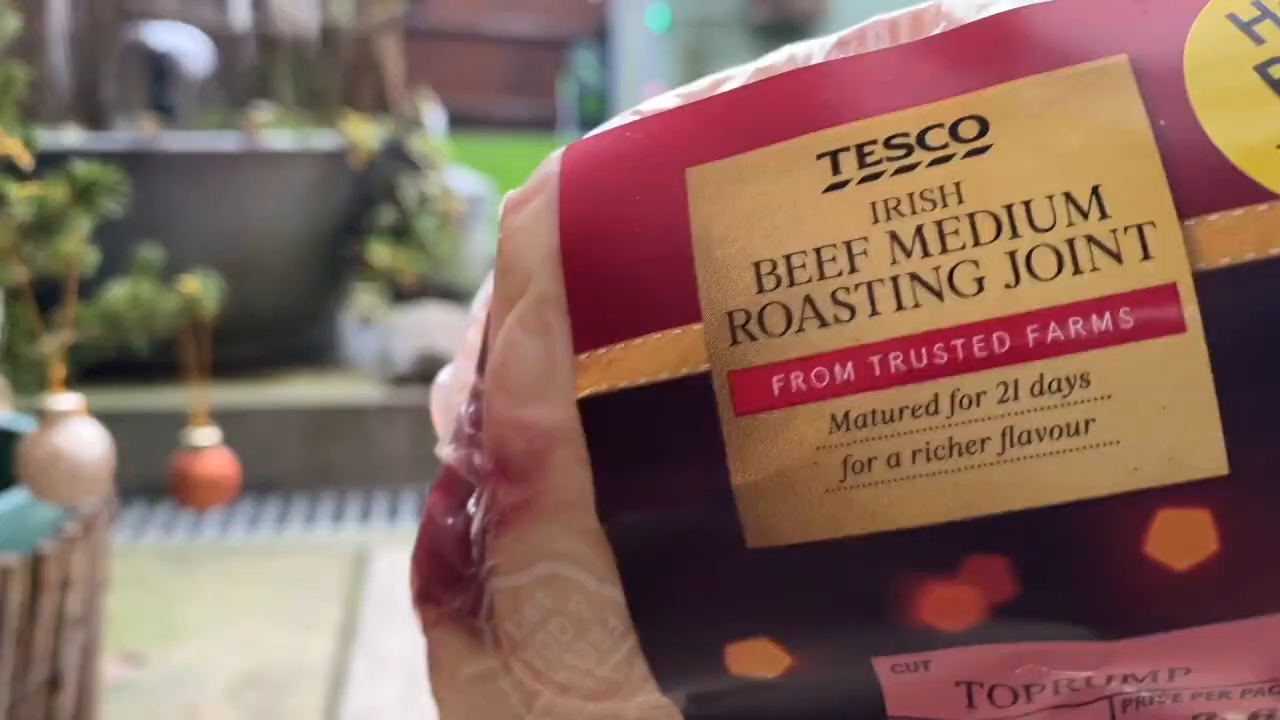 TESCO
IRISH
BEEF MEDIUM
ROASTING JOINT
FROM TRUSTED FARMS
Matured for 21 days
for a richer flavour
CUT
TOPRUMP
PRICE PER PAC